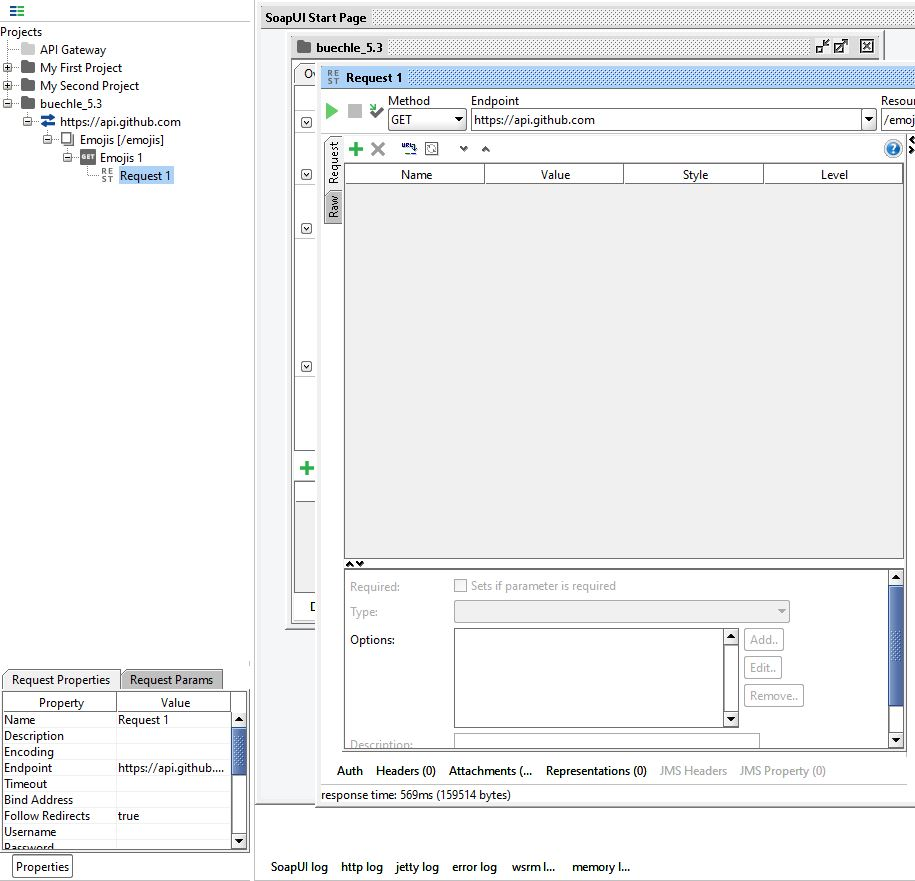 Projects
API Gateway
My First Project
My Second Project
buechle_5.3
https://api.github.com
Emojis [/emojis]
GET Emojis 1
REST Request 1
Request Properties Request Params
Property Value
Name Request 1
Description
Encoding
Endpoint https://api.github....
Timeout
Bind Address
Follow Redirects true
Username
Password
Properties
SoapUI Start Page
buechle_5.3
Ov
REST Request 1
Method Endpoint Resou
GET https://api.github.com /emoj
Request
Raw
URL
Name Value Style Level
Required: Sets if parameter is required
Type:
Options: Add..
Edit..
Remove..
Description:
Auth Headers (0) Attachments (... Representations (0) JMS Headers JMS Property (0)
response time: 569ms (159514 bytes)
SoapUI log http log jetty log error log wsrm l... memory l...